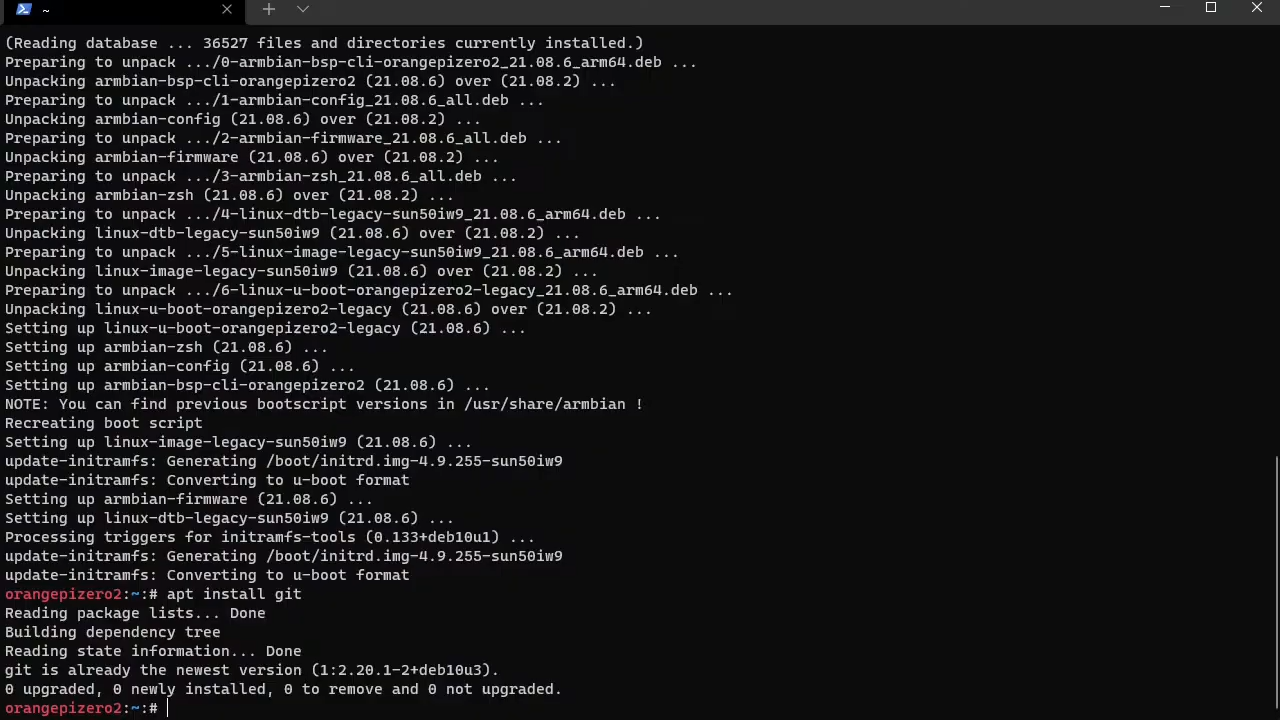 ~
(Reading database ... 36527 files and directories currently installed.)
Preparing to unpack .../0-armbian-bsp-cli-orangepizero2_21.08.6_arm64.deb ...
Unpacking armbian-bsp-cli-orangepizero2 (21.08.6) over (21.08.2) ...
Preparing to unpack .../1-armbian-config_21.08.6_all.deb ...
Unpacking armbian-config (21.08.6) over (21.08.2) ...
Preparing to unpack .../2-armbian-firmware_21.08.6_all.deb ...
Unpacking armbian-firmware (21.08.6) over (21.08.2) ...
Preparing to unpack .../3-armbian-zsh_21.08.6_all.deb ...
Unpacking armbian-zsh (21.08.6) over (21.08.2) ...
Preparing to unpack .../4-linux-dtb-legacy-sun50iw9_21.08.6_arm64.deb ...
Unpacking linux-dtb-legacy-sun50iw9 (21.08.6) over (21.08.2) ...
Preparing to unpack .../5-linux-image-legacy-sun50iw9_21.08.6_arm64.deb ...
Unpacking linux-image-legacy-sun50iw9 (21.08.6) over (21.08.2) ...
Preparing to unpack .../6-linux-u-boot-orangepizero2-legacy_21.08.6_arm64.deb ...
Unpacking linux-u-boot-orangepizero2-legacy (21.08.6) over (21.08.2) ...
Setting up linux-u-boot-orangepizero2-legacy (21.08.6) ...
Setting up armbian-zsh (21.08.6) ...
Setting up armbian-config (21.08.6) ...
Setting up armbian-bsp-cli-orangepizero2 (21.08.6) ...
NOTE: You can find previous bootscript versions in /usr/share/armbian !
Recreating boot script
Setting up linux-image-legacy-sun50iw9 (21.08.6) ...
update-initramfs: Generating /boot/initrd.img-4.9.255-sun50iw9
update-initramfs: Converting to u-boot format
Setting up armbian-firmware (21.08.6) ...
Setting up linux-dtb-legacy-sun50iw9 (21.08.6) ...
Processing triggers for initramfs-tools (0.133+deb10u1) ...
update-initramfs: Generating /boot/initrd.img-4.9.255-sun50iw9
update-initramfs: Converting to u-boot format
orangepizero2:~:# apt install git
Reading package lists... Done
Building dependency tree
Reading state information... Done
git is already the newest version (1:2.20.1-2+deb10u3).
0 upgraded, 0 newly installed, 0 to remove and 0 not upgraded.
orangepizero2:~:#